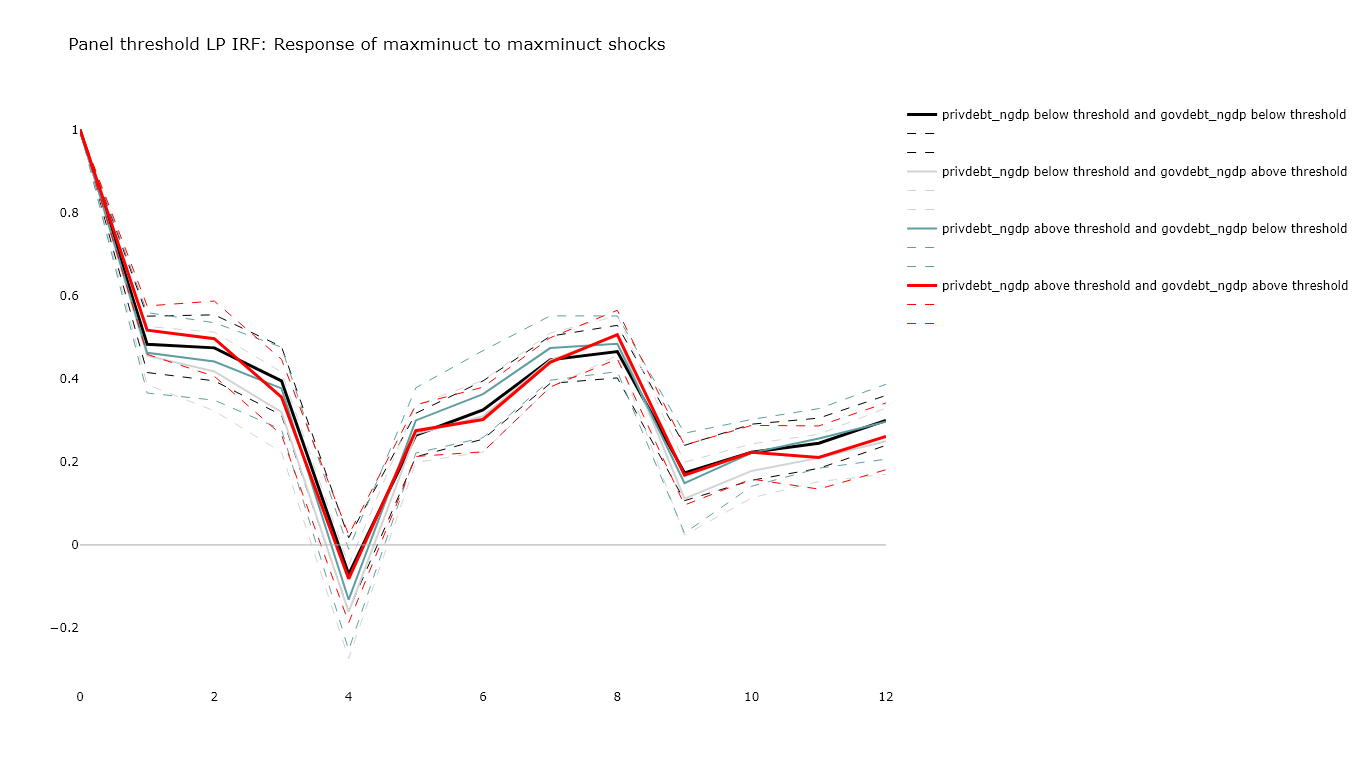 Panel threshold LP IRF: Response of maxminuct to maxminuct shocks
1
0.8
0.6
0.4
0.2
0
−0.2
0 2 4 6 8 10 12
privdebt_ngdp below threshold and govdebt_ngdp below threshold
privdebt_ngdp below threshold and govdebt_ngdp above threshold
privdebt_ngdp above threshold and govdebt_ngdp below threshold
privdebt_ngdp above threshold and govdebt_ngdp above threshold